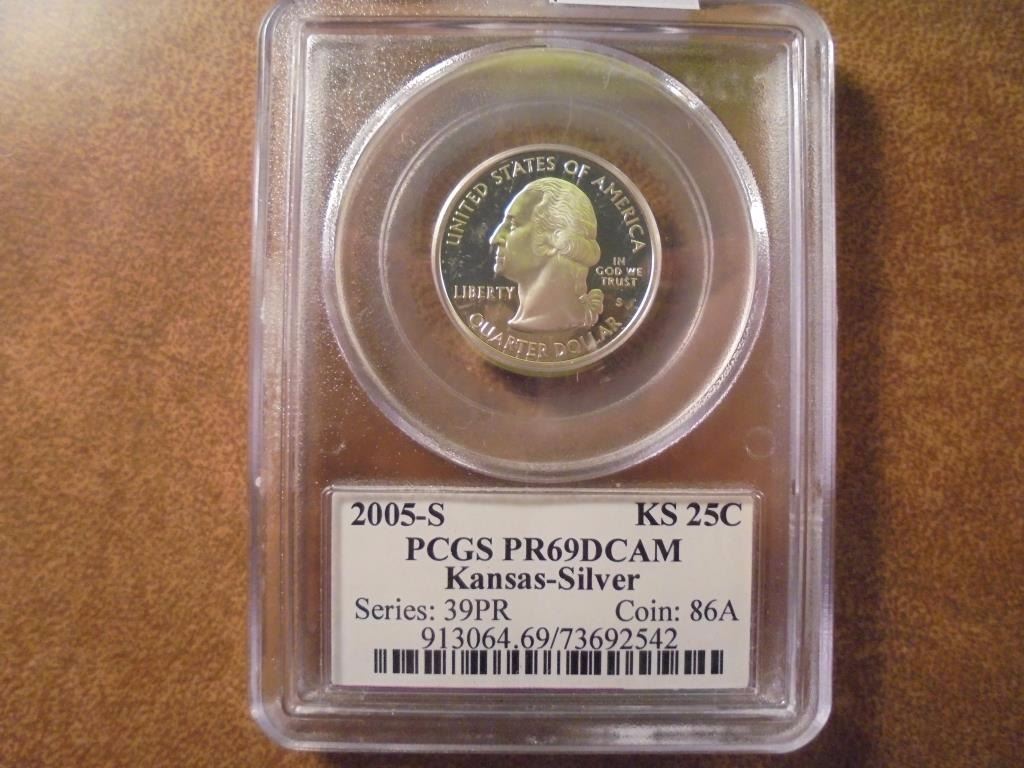 UNITED STATES OF AMERICA
IN
GOD WE
TRUST
LIBERTY
S
QUARTER DOLLAR
2005-S KS 25C
PCGS PR69DCAM
Kansas-Silver
Series: 39PR Coin: 86A
913064.69/73692542